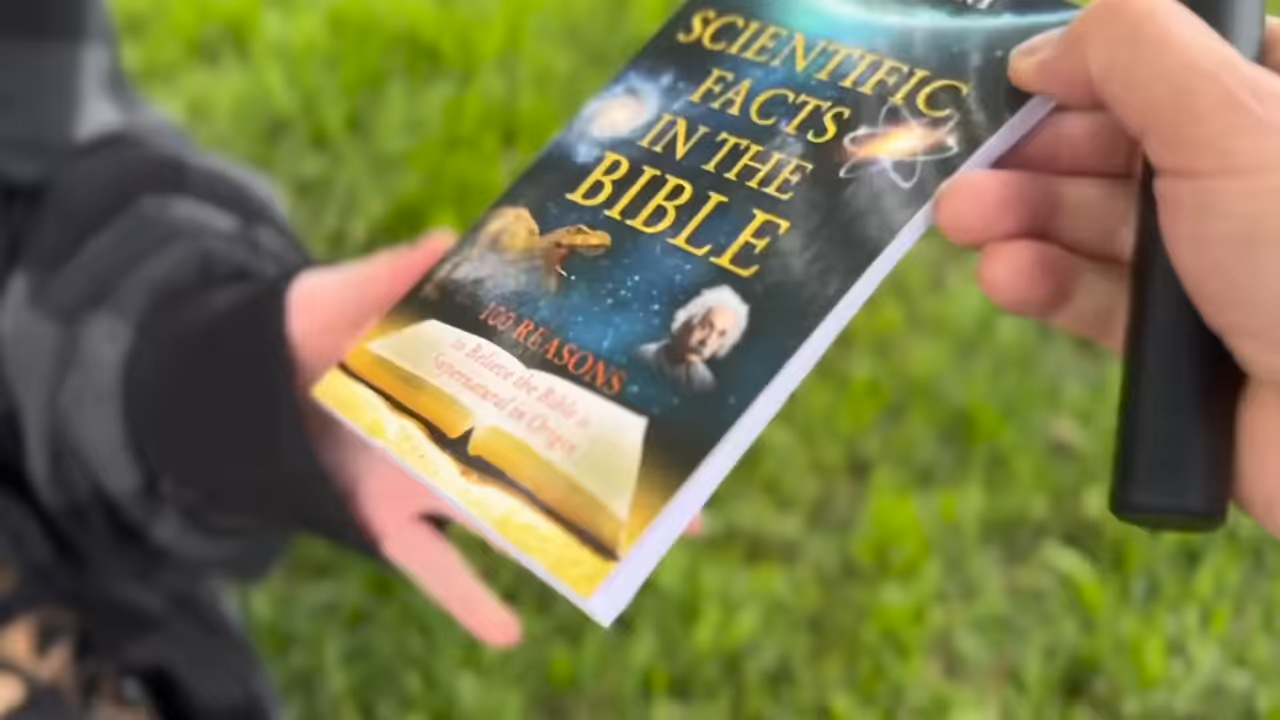 SCIENTIFIC
FACTS
IN THE
BIBLE
100 REASONS
to Believe the Bible is
Supernatural in Origin